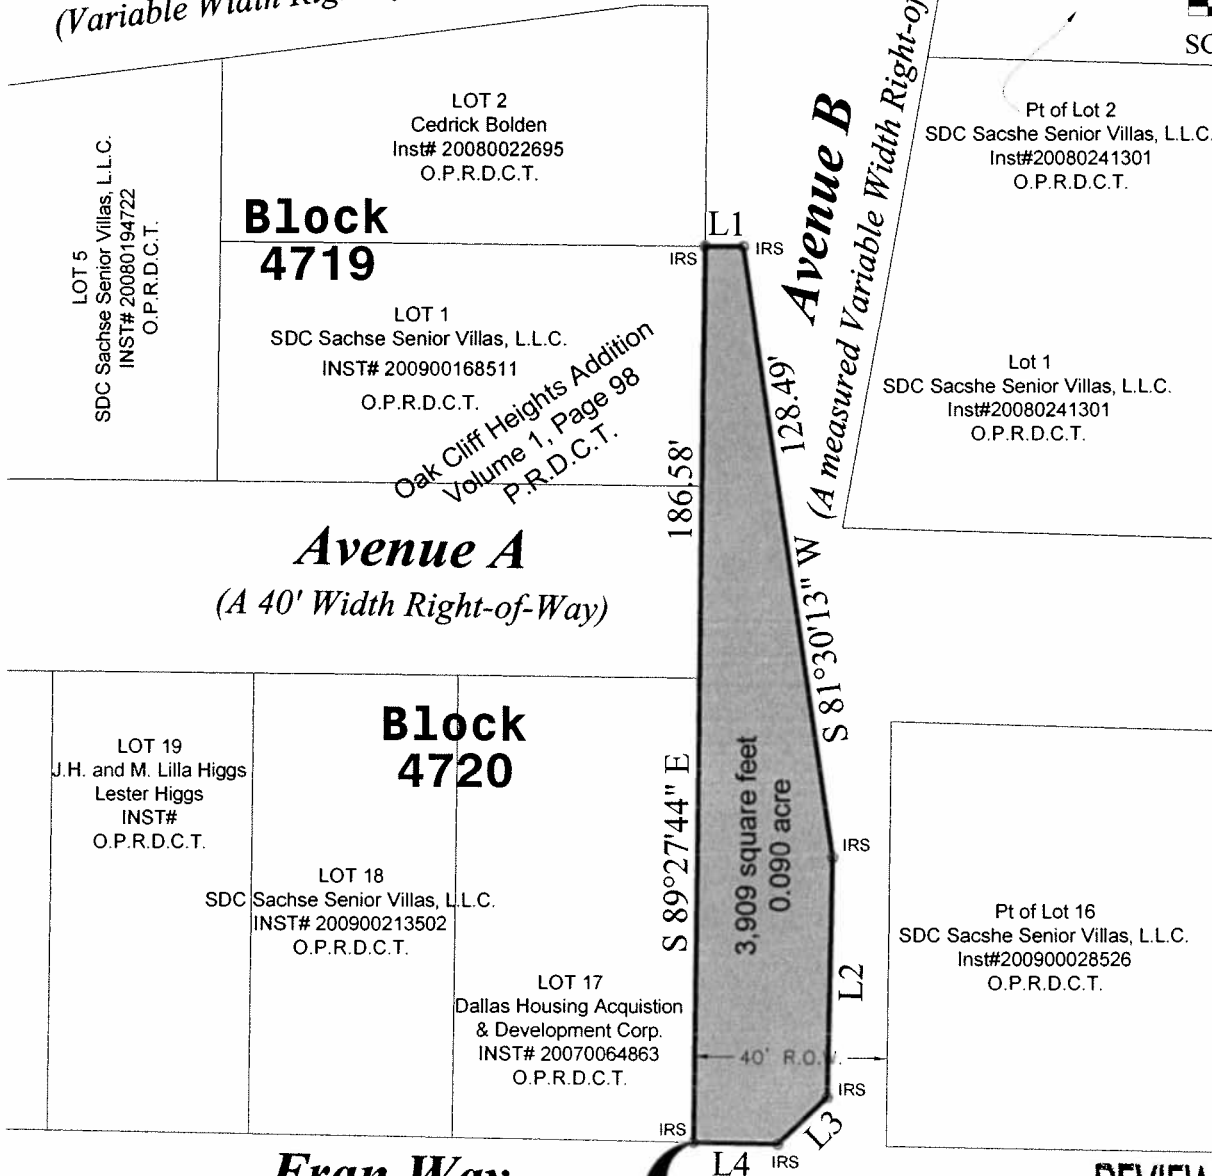 (Variable Width Right-
LOT 2
Cedrick Bolden
Inst# 20080022695
O.P.R.D.C.T.
Block
4719
LOT 5
SDC Sachse Senior Villas, L.L.C.
INST# 20080194722
O.P.R.D.C.T.
LOT 1
SDC Sachse Senior Villas, L.L.C.
INST# 200900168511
O.P.R.D.C.T.
Oak Cliff Heights Addition
Volume 1, Page 98
P.R.D.C.T.
L1
IRS
IRS
Avenue B
(A measured Variable Width Right-of
SC
Pt of Lot 2
SDC Sacshe Senior Villas, L.L.C.
Inst#20080241301
O.P.R.D.C.T.
Lot 1
SDC Sacshe Senior Villas, L.L.C.
Inst#20080241301
O.P.R.D.C.T.
128.49'
186.58'
S 81°30'13" W
Avenue A
(A 40' Width Right-of-Way)
Block
4720
LOT 19
J.H. and M. Lilla Higgs
Lester Higgs
INST#
O.P.R.D.C.T.
LOT 18
SDC Sachse Senior Villas, L.L.C.
INST# 200900213502
O.P.R.D.C.T.
LOT 17
Dallas Housing Acquistion
& Development Corp.
INST# 20070064863
O.P.R.D.C.T.
S 89°27'44" E
3,909 square feet
0.090 acre
IRS
L2
Pt of Lot 16
SDC Sacshe Senior Villas, L.L.C.
Inst#200900028526
O.P.R.D.C.T.
40' R.O.W.
IRS
L3
IRS
L4
IRS
Fran Way
REVIEW